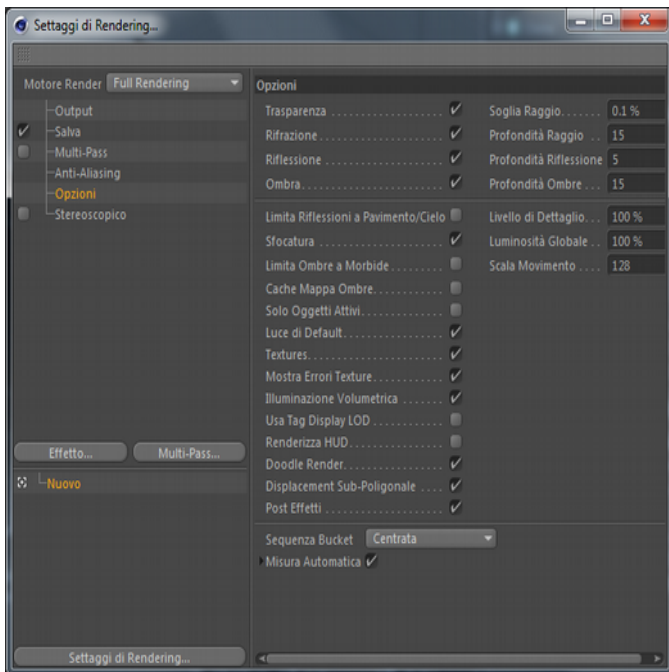 Settaggi di Rendering...
Motore Render Full Rendering
Output
Salva
Multi-Pass
Anti-Aliasing
Opzioni
Stereoscopico
Effetto... Multi-Pass...
Nuovo
Settaggi di Rendering...
Opzioni
Trasparenza Soglia Raggio 0.1 %
Rifrazione Profondità Raggio 15
Riflessione Profondità Riflessione 5
Ombra Profondità Ombre 15
Limita Riflessioni a Pavimento/Cielo Livello di Dettaglio 100 %
Sfocatura Luminosità Globale 100 %
Limita Ombre a Morbide Scala Movimento 128
Cache Mappa Ombre
Solo Oggetti Attivi
Luce di Default
Textures
Mostra Errori Texture
Illuminazione Volumetrica
Usa Tag Display LOD
Renderizza HUD
Doodle Render
Displacement Sub-Poligonale
Post Effetti
Sequenza Bucket Centrata
Misura Automatica